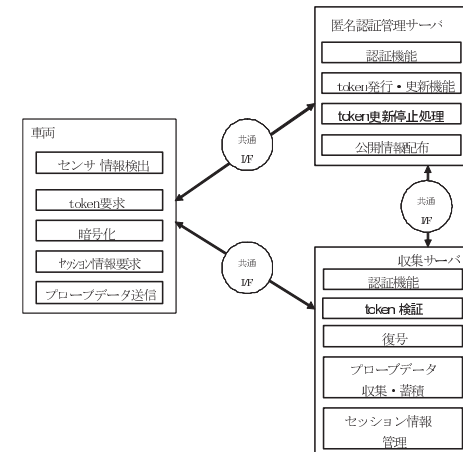 匿名認証管理サーバ
認証機能
token発行・更新機能
token更新停止処理
公開情報配布
車両
センサ 情報検出
token要求
暗号化
セッション情報要求
プローブデータ送信
共通
I/F
共通
I/F
共通
I/F
収集サーバ
認証機能
token 検証
復号
プローブデータ
収集・蓄積
セッション情報
管理